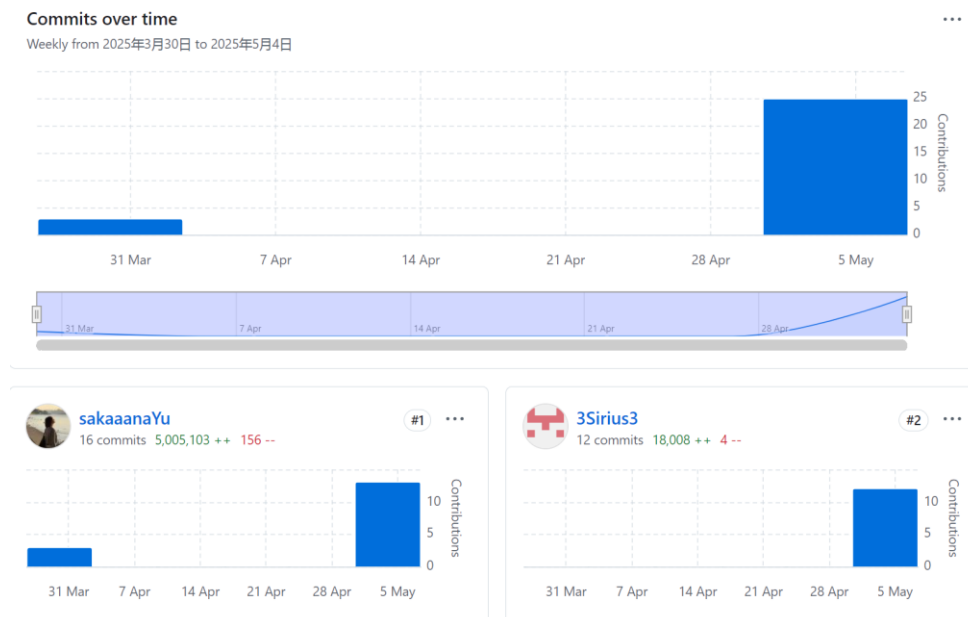 Commits over time
Weekly from 2025年3月30日 to 2025年5月4日
25
20
15
10
5
0
Contributions
31 Mar 7 Apr 14 Apr 21 Apr 28 Apr 5 May
31 Mar 7 Apr 14 Apr 21 Apr 28 Apr
sakaaanaYu #1
16 commits 5,005,103 ++ 156 --
10
5
0
Contributions
31 Mar 7 Apr 14 Apr 21 Apr 28 Apr 5 May
3Sirius3 #2
12 commits 18,008 ++ 4 --
10
5
0
Contributions
31 Mar 7 Apr 14 Apr 21 Apr 28 Apr 5 May